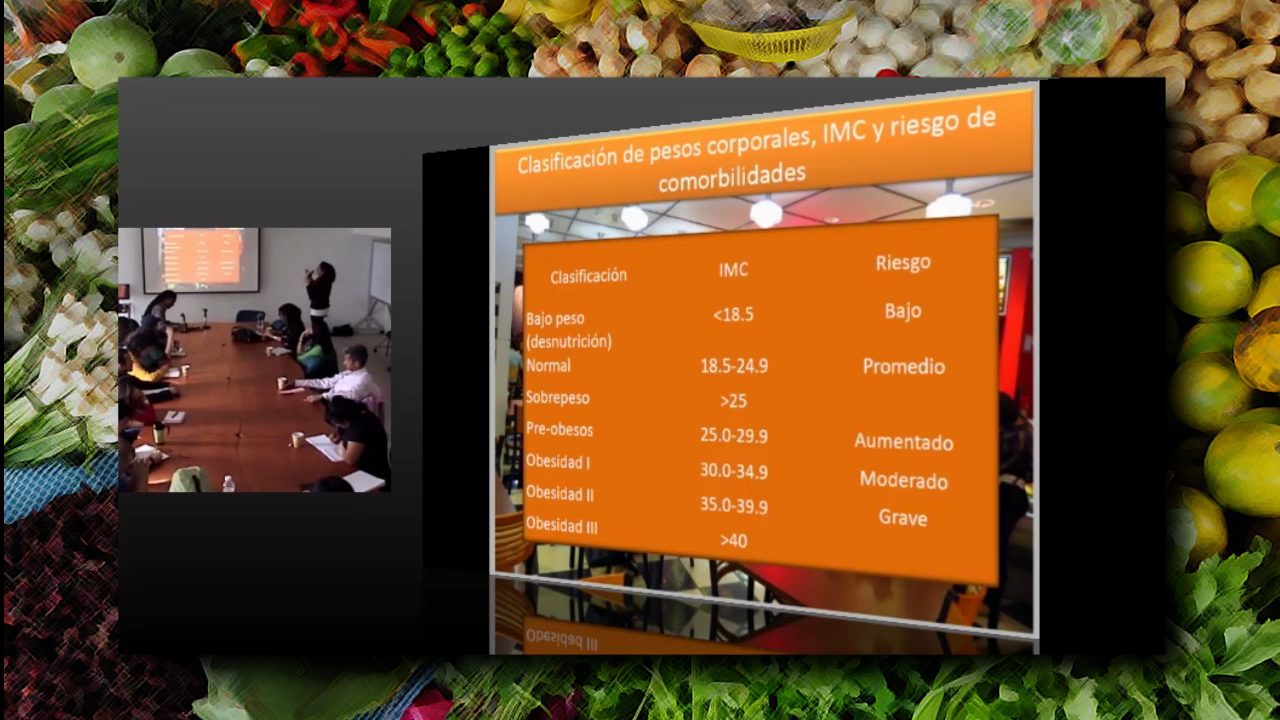 Clasificación de pesos corporales, IMC y riesgo de
comorbilidades
Clasificación IMC Riesgo
Bajo peso <18.5 Bajo
(desnutrición)
Normal 18.5-24.9 Promedio
Sobrepeso >25
Pre-obesos 25.0-29.9 Aumentado
Obesidad I 30.0-34.9 Moderado
Obesidad II 35.0-39.9 Grave
Obesidad III >40